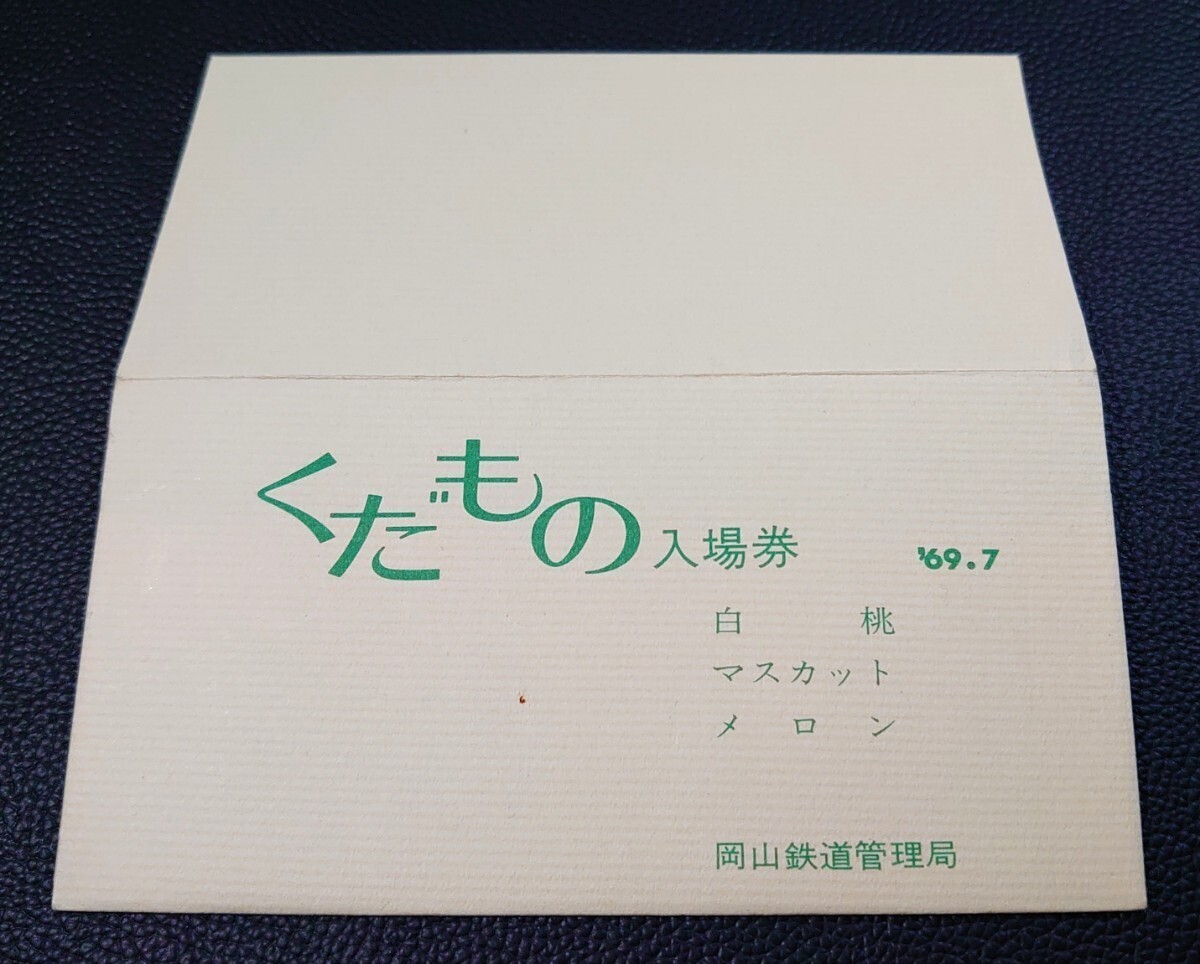 くだもの入場券 '69.7
白桃
マスカット
メロン
岡山鉄道管理局